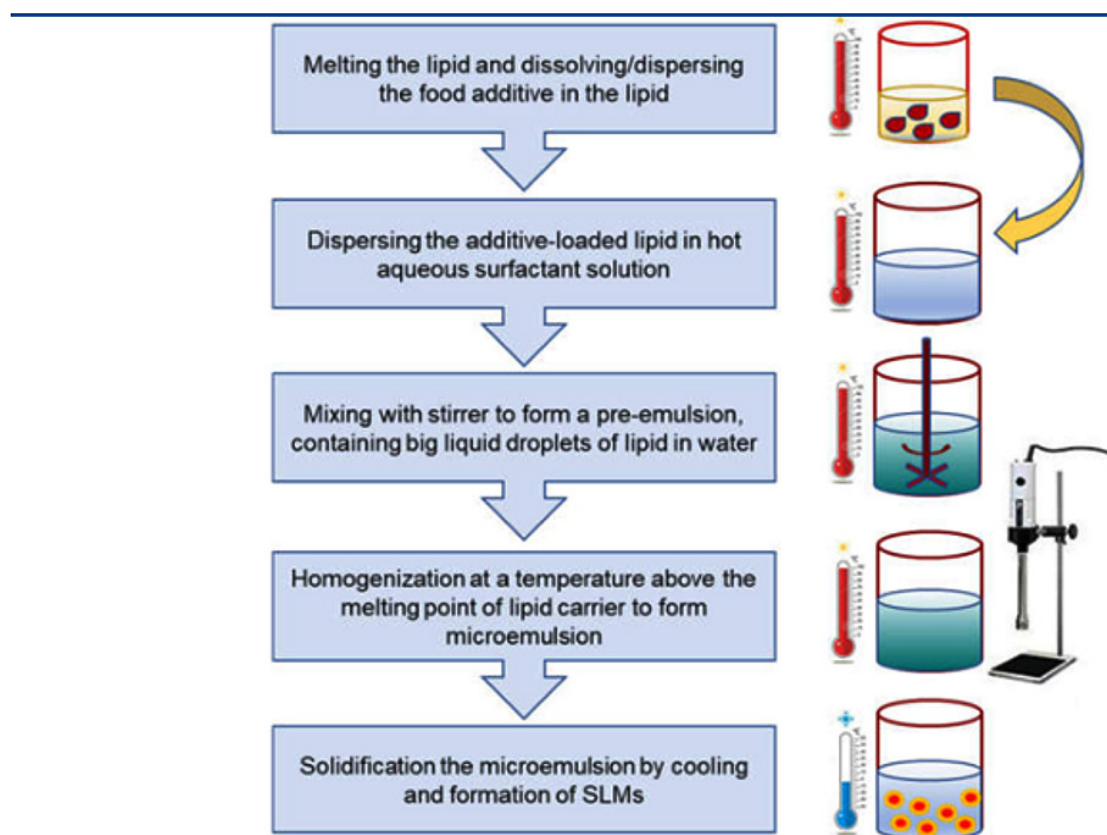 Melting the lipid and dissolving/dispersing
the food additive in the lipid
Dispersing the additive-loaded lipid in hot
aqueous surfactant solution
Mixing with stirrer to form a pre-emulsion,
containing big liquid droplets of lipid in water
Homogenization at a temperature above the
melting point of lipid carrier to form
microemulsion
Solidification the microemulsion by cooling
and formation of SLMs